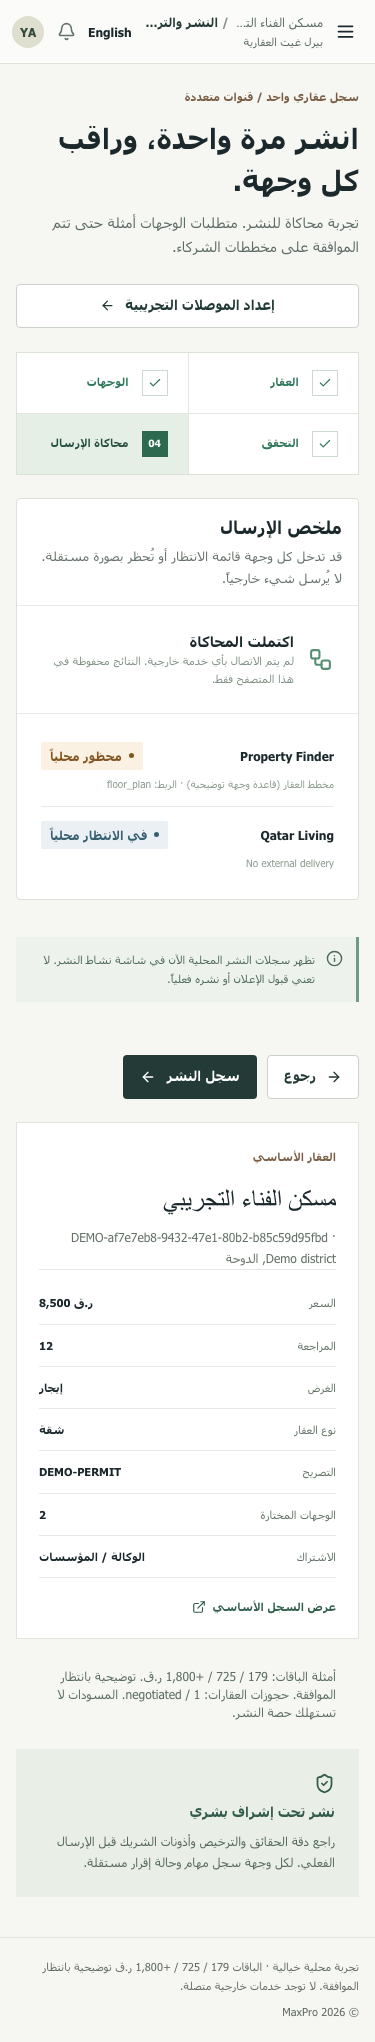 مسكن الفناء الت... / النشر والتر...
بيرل غيت العقارية
English
YA
سجل عقاري واحد / قنوات متعددة
انشر مرة واحدة، وراقب
كل وجهة.
تجربة محاكاة للنشر. متطلبات الوجهات أمثلة حتى تتم
الموافقة على مخططات الشركاء.
إعداد الموصلات التجريبية
العقار
الوجهات
التحقق
04 محاكاة الإرسال
ملخص الإرسال
قد تدخل كل وجهة قائمة الانتظار أو تُحظر بصورة مستقلة.
لا يُرسل شيء خارجياً.
اكتملت المحاكاة
لم يتم الاتصال بأي خدمة خارجية. النتائج محفوظة في
هذا المتصفح فقط.
Property Finder
محظور محلياً
مخطط العقار (قاعدة وجهة توضيحية) · الربط: floor_plan
Qatar Living
في الانتظار محلياً
No external delivery
تظهر سجلات النشر المحلية الآن في شاشة نشاط النشر. لا
تعني قبول الإعلان أو نشره فعلياً.
رجوع
سجل النشر
العقار الأساسي
مسكن الفناء التجريبي
DEMO-af7e7eb8-9432-47e1-80b2-b85c59d95fbd ·
Demo district, الدوحة
السعر
8,500 ر.ق
المراجعة
12
الغرض
إيجار
نوع العقار
شقة
التصريح
DEMO-PERMIT
الوجهات المختارة
2
الاشتراك
الوكالة / المؤسسات
عرض السجل الأساسي
أمثلة الباقات: 179 / 725 / +1,800 ر.ق. توضيحية بانتظار
الموافقة. حجوزات العقارات: 1 / negotiated. المسودات لا
تستهلك حصة النشر.
نشر تحت إشراف بشري
راجع دقة الحقائق والترخيص وأذونات الشريك قبل الإرسال
الفعلي. لكل وجهة سجل مهام وحالة إقرار مستقلة.
تجربة محلية خيالية · الباقات 179 / 725 / +1,800 ر.ق توضيحية بانتظار
الموافقة. لا توجد خدمات خارجية متصلة.
© 2026 MaxPro